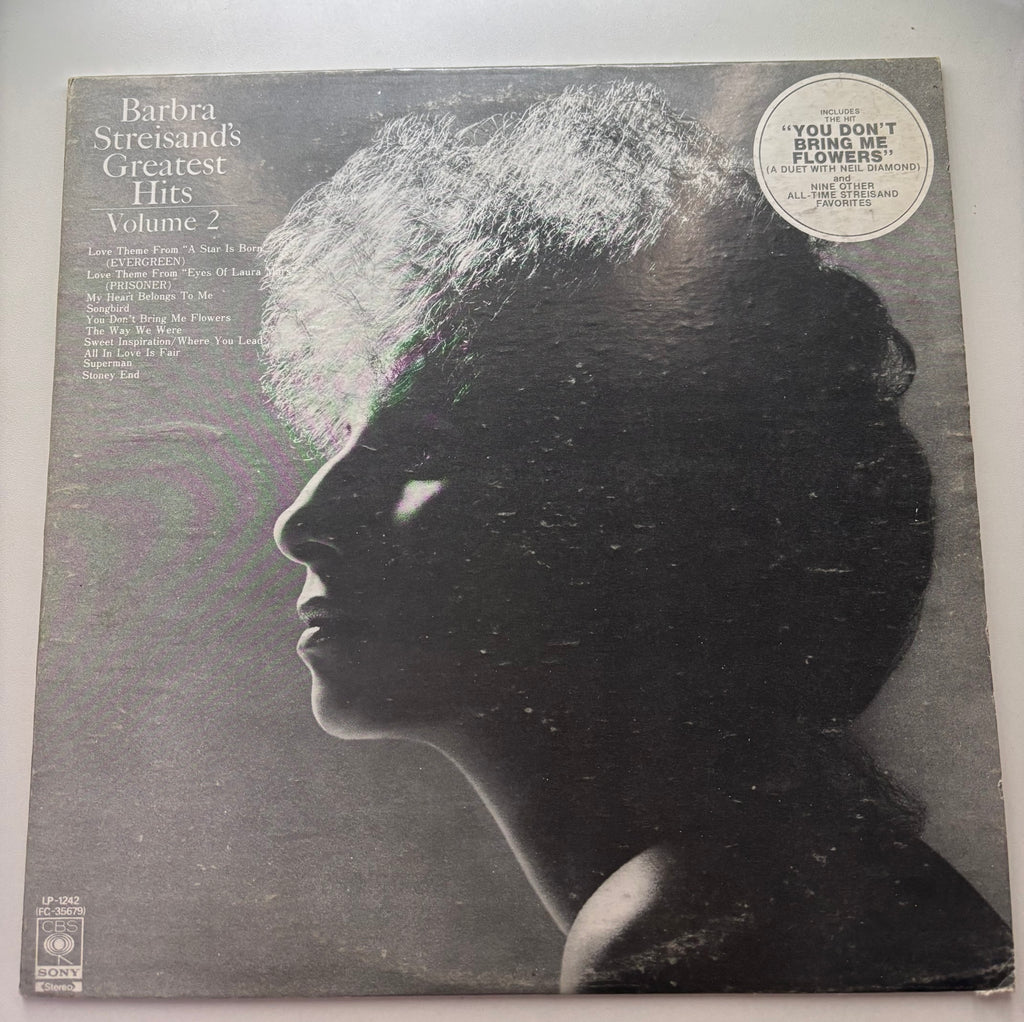 Barbra
Streisand's
Greatest
Hits
Volume 2
Love Theme From "A Star Is Born
(EVERGREEN)
Love Theme From "Eyes Of Laura Mars"
(PRISONER)
My Heart Belongs To Me
Songbird
You Don't Bring Me Flowers
The Way We Were
Sweet Inspiration/Where You Lead
All In Love Is Fair
Superman
Stoney End
INCLUDES
THE HIT
"YOU DON'T
BRING ME
FLOWERS"
(A DUET WITH NEIL DIAMOND)
and
NINE OTHER
ALL-TIME STREISAND
FAVORITES
LP-1242
(FC-35679)
CBS
SONY
Stereo